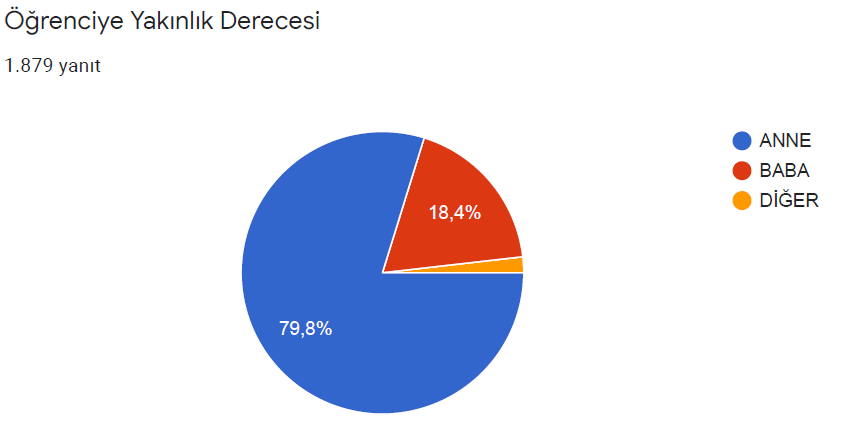 Öğrenciye Yakınlık Derecesi
1.879 yanıt
ANNE
BABA
DİĞER
18,4%
79,8%